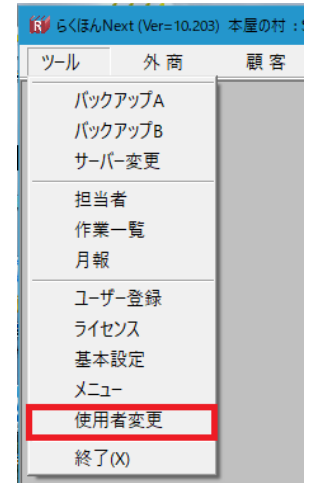 らくほんNext (Ver=10.203) 本屋の村 :
ツール 外 商 顧 客
バックアップA
バックアップB
サーバー変更
担当者
作業一覧
月報
ユーザー登録
ライセンス
基本設定
メニュー
使用者変更
終了(X)